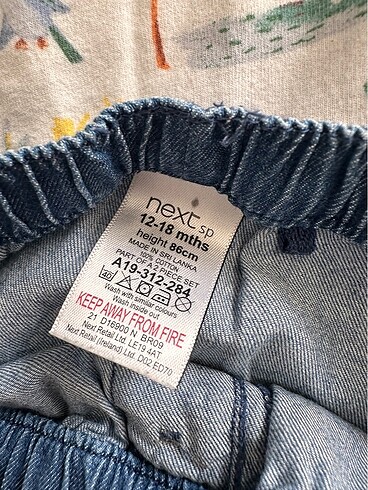 next sp
12-18 mths
height 86cm
MADE IN SRI LANKA
100% COTTON
PART OF A 2 PIECE SET
A19-312-284
40
Wash with similar colours
Wash inside out
KEEP AWAY FROM FIRE
21 D16900 N BR09
Next Retail Ltd. LE19 4AT
Next Retail (Ireland) Ltd. D02 ED70